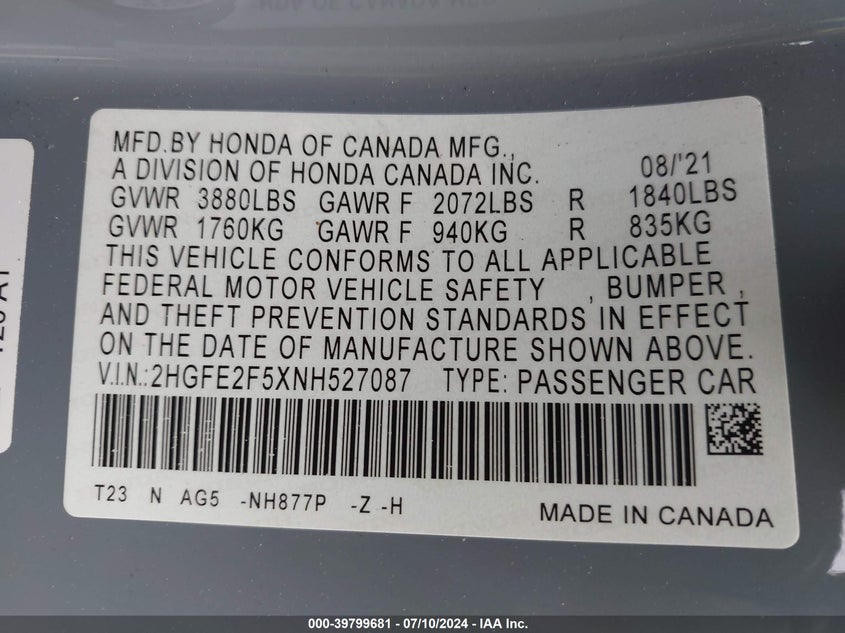 MFD.BY HONDA OF CANADA MFG.,
A DIVISION OF HONDA CANADA INC. 08/'21
GVWR 3880LBS GAWR F 2072LBS R 1840LBS
GVWR 1760KG GAWR F 940KG R 835KG
THIS VEHICLE CONFORMS TO ALL APPLICABLE
FEDERAL MOTOR VEHICLE SAFETY , BUMPER ,
AND THEFT PREVENTION STANDARDS IN EFFECT
ON THE DATE OF MANUFACTURE SHOWN ABOVE.
V.I.N.:2HGFE2F5XNH527087 TYPE: PASSENGER CAR
T23 N AG5 -NH877P -Z -H
MADE IN CANADA
000-39799681 - 07/10/2024 - IAA Inc.